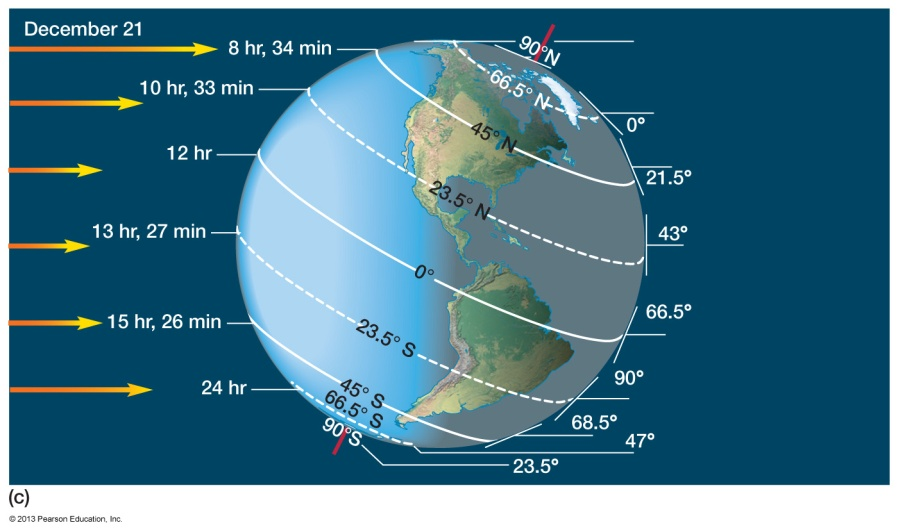 December 21
8 hr, 34 min
90°N
10 hr, 33 min
66.5° N
0°
45° N
12 hr
21.5°
23.5° N
13 hr, 27 min
43°
0°
66.5°
15 hr, 26 min
23.5° S
90°
24 hr
45° S
66.5° S
68.5°
90°S
47°
23.5°
(c)
© 2013 Pearson Education, Inc.